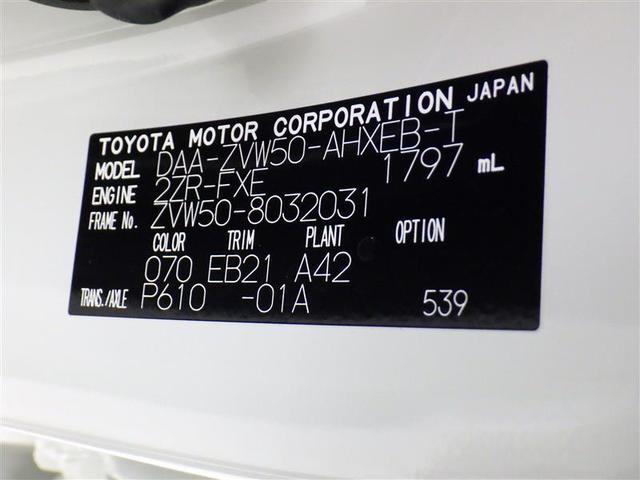 TOYOTA MOTOR CORPORATION JAPAN
MODEL DAA-ZVW50-AHXEB-T
ENGINE 2ZR-FXE 1797 mL
FRAME No. ZVW50-8032031
COLOR TRIM PLANT OPTION
070 EB21 A42
TRANS./AXLE P610 -01A 539